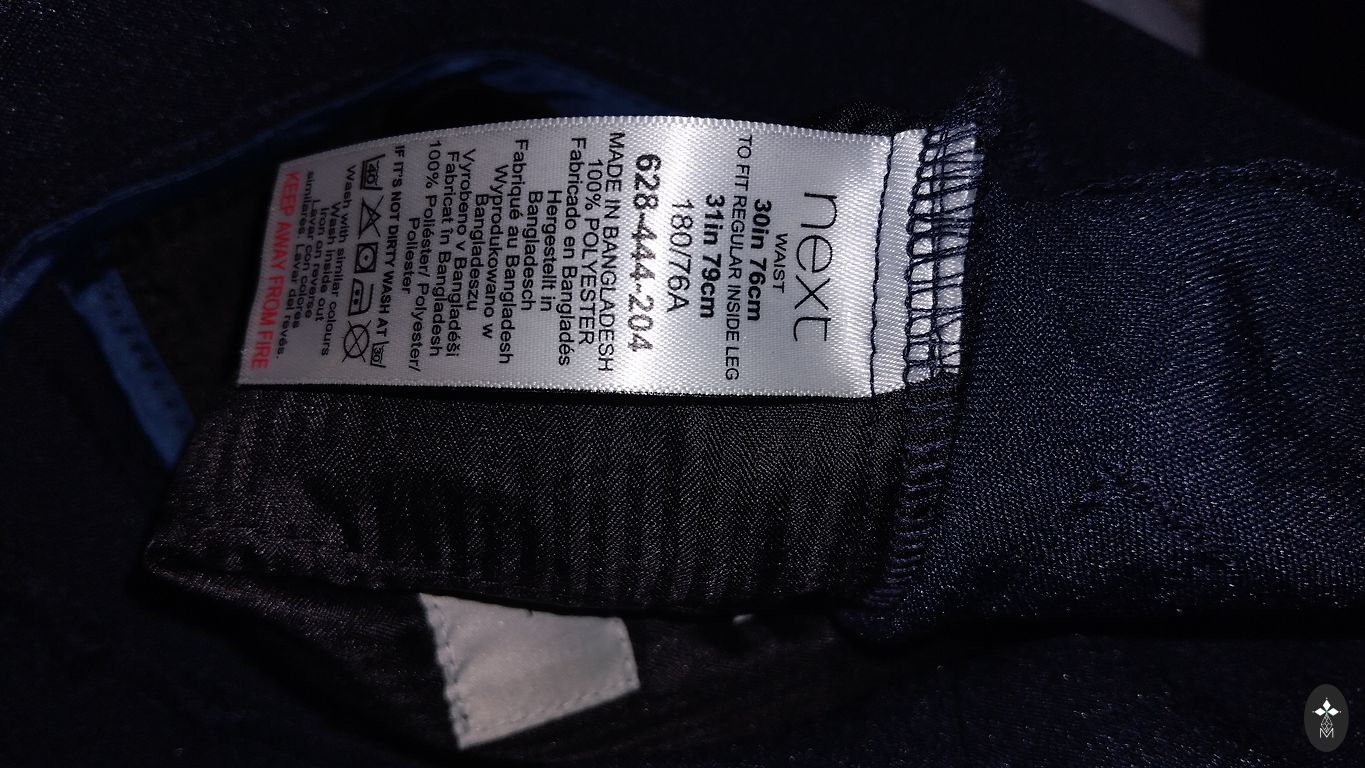 next
WAIST
30in 76cm
TO FIT REGULAR INSIDE LEG
31in 79cm
180/76A
628-444-204
MADE IN BANGLADESH
100% POLYESTER
Fabricado en Bangladés
Hergestellt in
Bangladesch
Fabriqué au Bangladesh
Wyprodukowano w
Bangladeszu
Vyrobeno v Bangladéši
Fabricat în Bangladesh
100% Poliéster/ Polyester/
Poliester
IF IT'S NOT DIRTY WASH AT 30
40
Wash with similar colours
Wash inside out
Iron on reverse
Lavar con colores
similares. Lavar del revés.
KEEP AWAY FROM FIRE
M